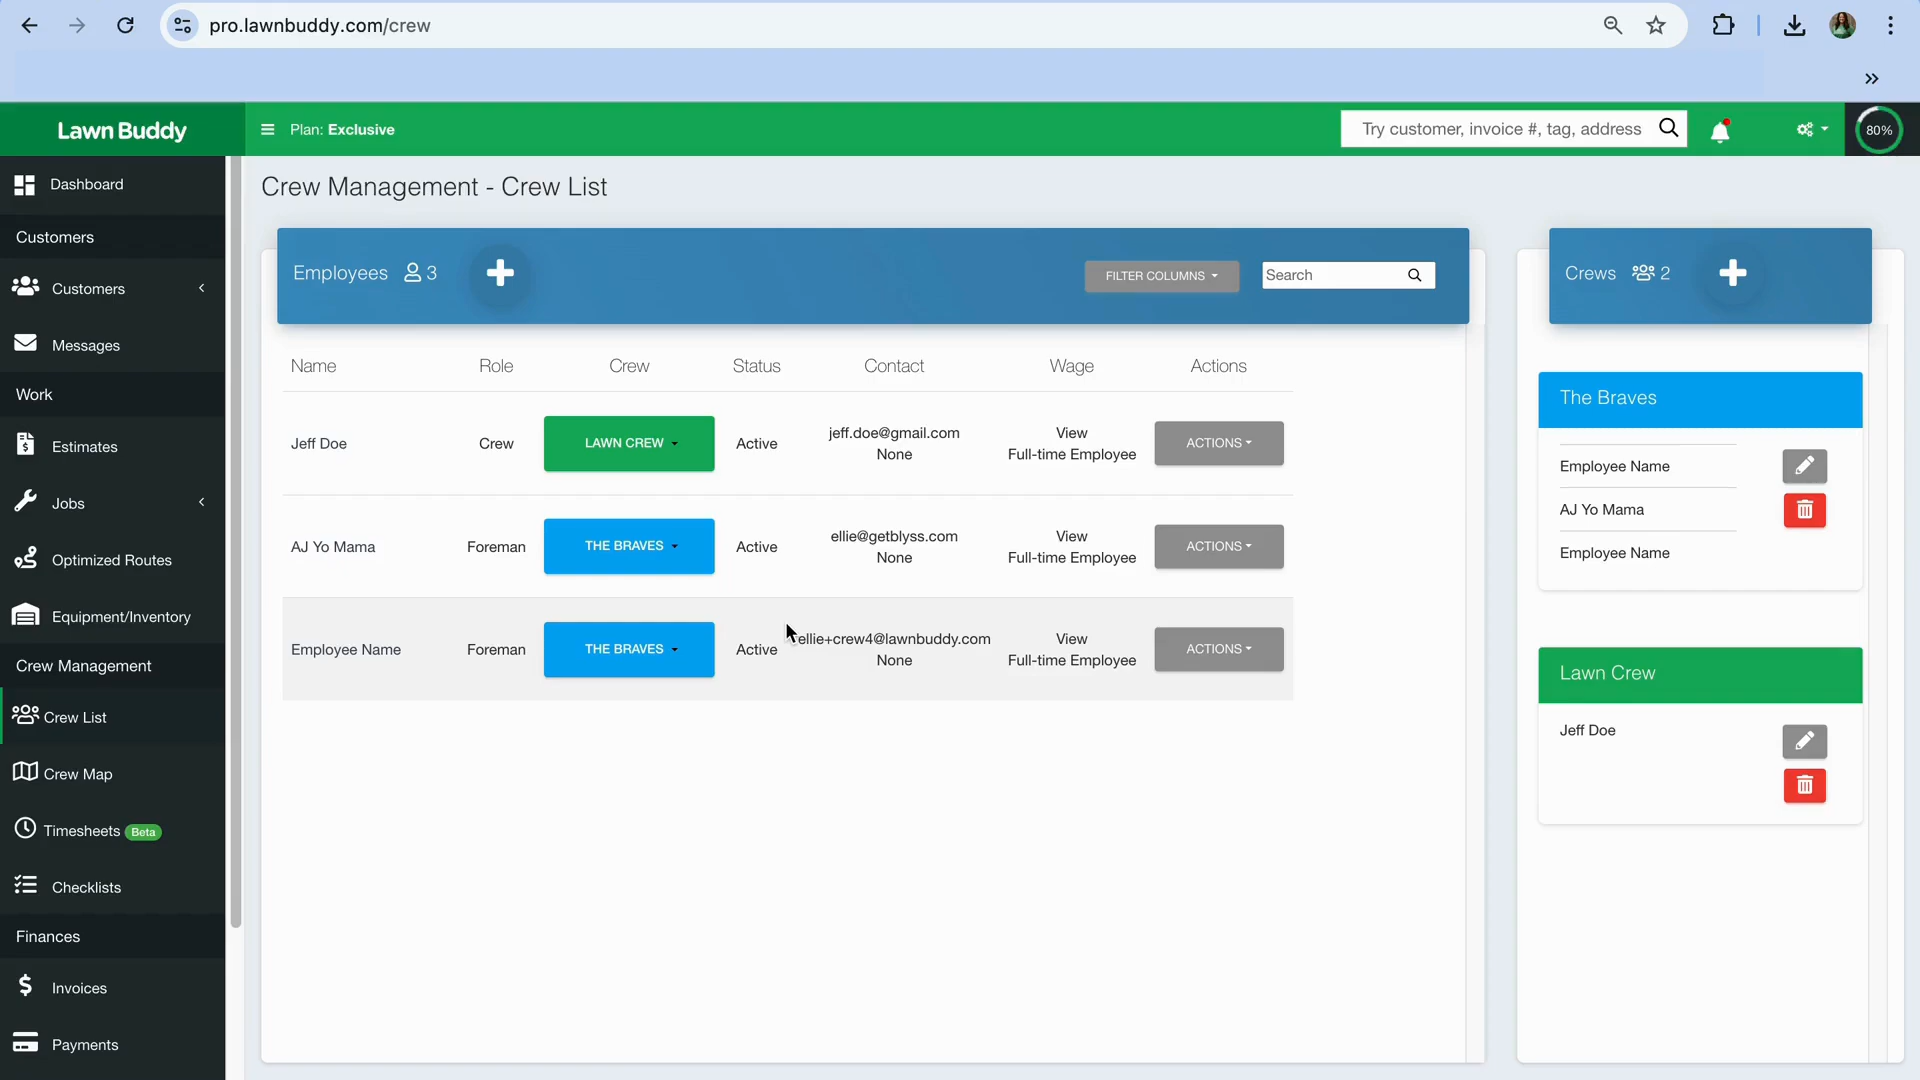 pro.lawnbuddy.com/crew
Lawn Buddy
Plan: Exclusive
Try customer, invoice #, tag, address
80%
Dashboard
Customers
Customers
Messages
Work
Estimates
Jobs
Optimized Routes
Equipment/Inventory
Crew Management
Crew List
Crew Map
Timesheets Beta
Checklists
Finances
Invoices
Payments
Crew Management - Crew List
Employees 3
FILTER COLUMNS
Search
Name Role Crew Status Contact Wage Actions
Jeff Doe Crew LAWN CREW Active jeff.doe@gmail.com None View Full-time Employee ACTIONS
AJ Yo Mama Foreman THE BRAVES Active ellie@getblyss.com None View Full-time Employee ACTIONS
Employee Name Foreman THE BRAVES Active ellie+crew4@lawnbuddy.com None View Full-time Employee ACTIONS
Crews 2
The Braves
Employee Name
AJ Yo Mama
Employee Name
Lawn Crew
Jeff Doe